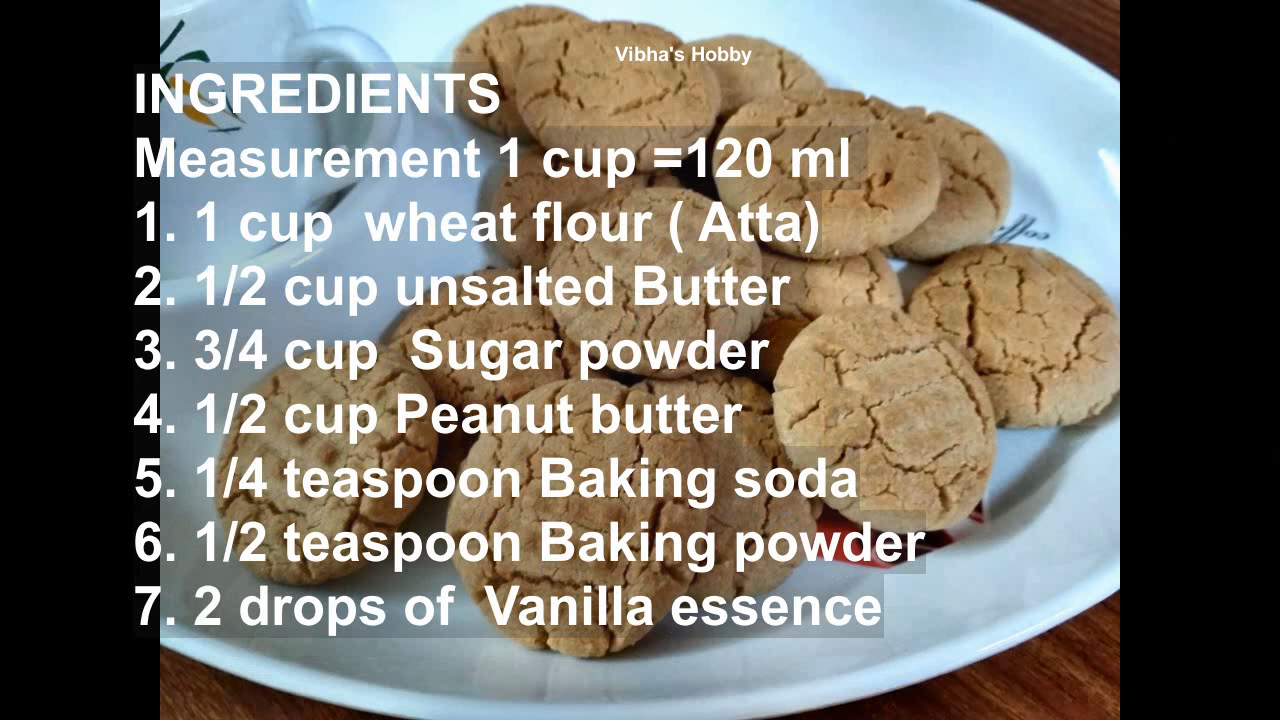 Vibha's Hobby
INGREDIENTS
Measurement 1 cup =120 ml
1. 1 cup  wheat flour ( Atta)
2. 1/2 cup unsalted Butter
3. 3/4 cup  Sugar powder
4. 1/2 cup Peanut butter
5. 1/4 teaspoon Baking soda
6. 1/2 teaspoon Baking powder
7. 2 drops of  Vanilla essence